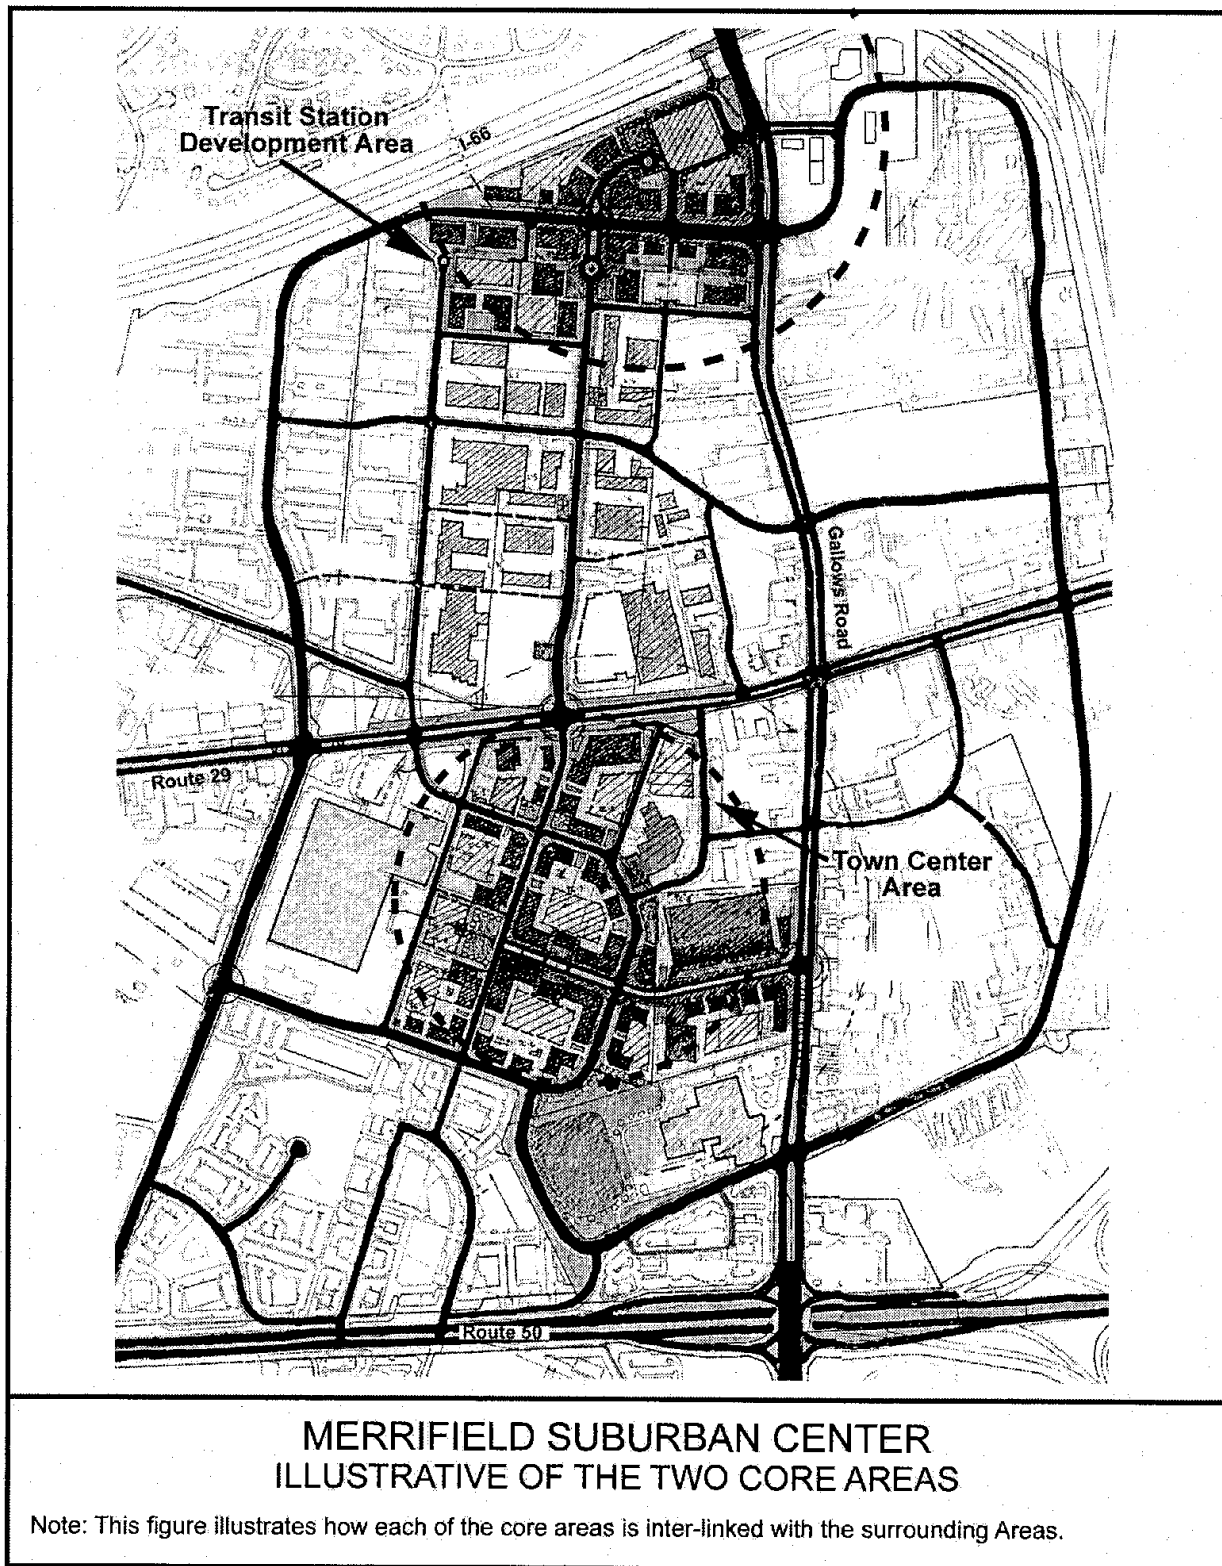 Transit Station
Development Area
I-66
Gallows Road
Route 29
Town Center
Area
Route 50
MERRIFIELD SUBURBAN CENTER
ILLUSTRATIVE OF THE TWO CORE AREAS
Note: This figure illustrates how each of the core areas is inter-linked with the surrounding Areas.